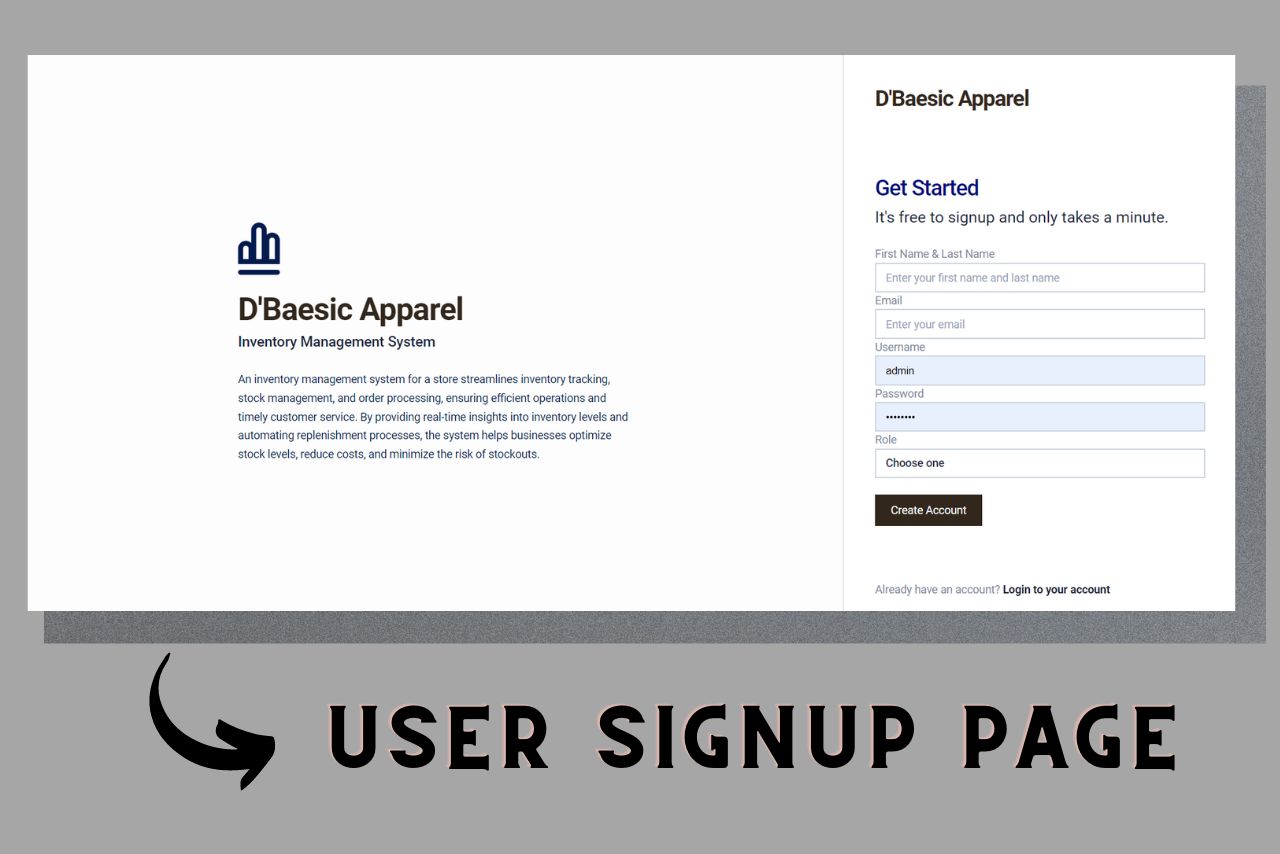 D'Baesic Apparel
Inventory Management System
An inventory management system for a store streamlines inventory tracking,
stock management, and order processing, ensuring efficient operations and
timely customer service. By providing real-time insights into inventory levels and
automating replenishment processes, the system helps businesses optimize
stock levels, reduce costs, and minimize the risk of stockouts.
D'Baesic Apparel
Get Started
It's free to signup and only takes a minute.
First Name & Last Name
Enter your first name and last name
Email
Enter your email
Username
admin
Password
••••••••
Role
Choose one
Create Account
Already have an account? Login to your account
USER SIGNUP PAGE